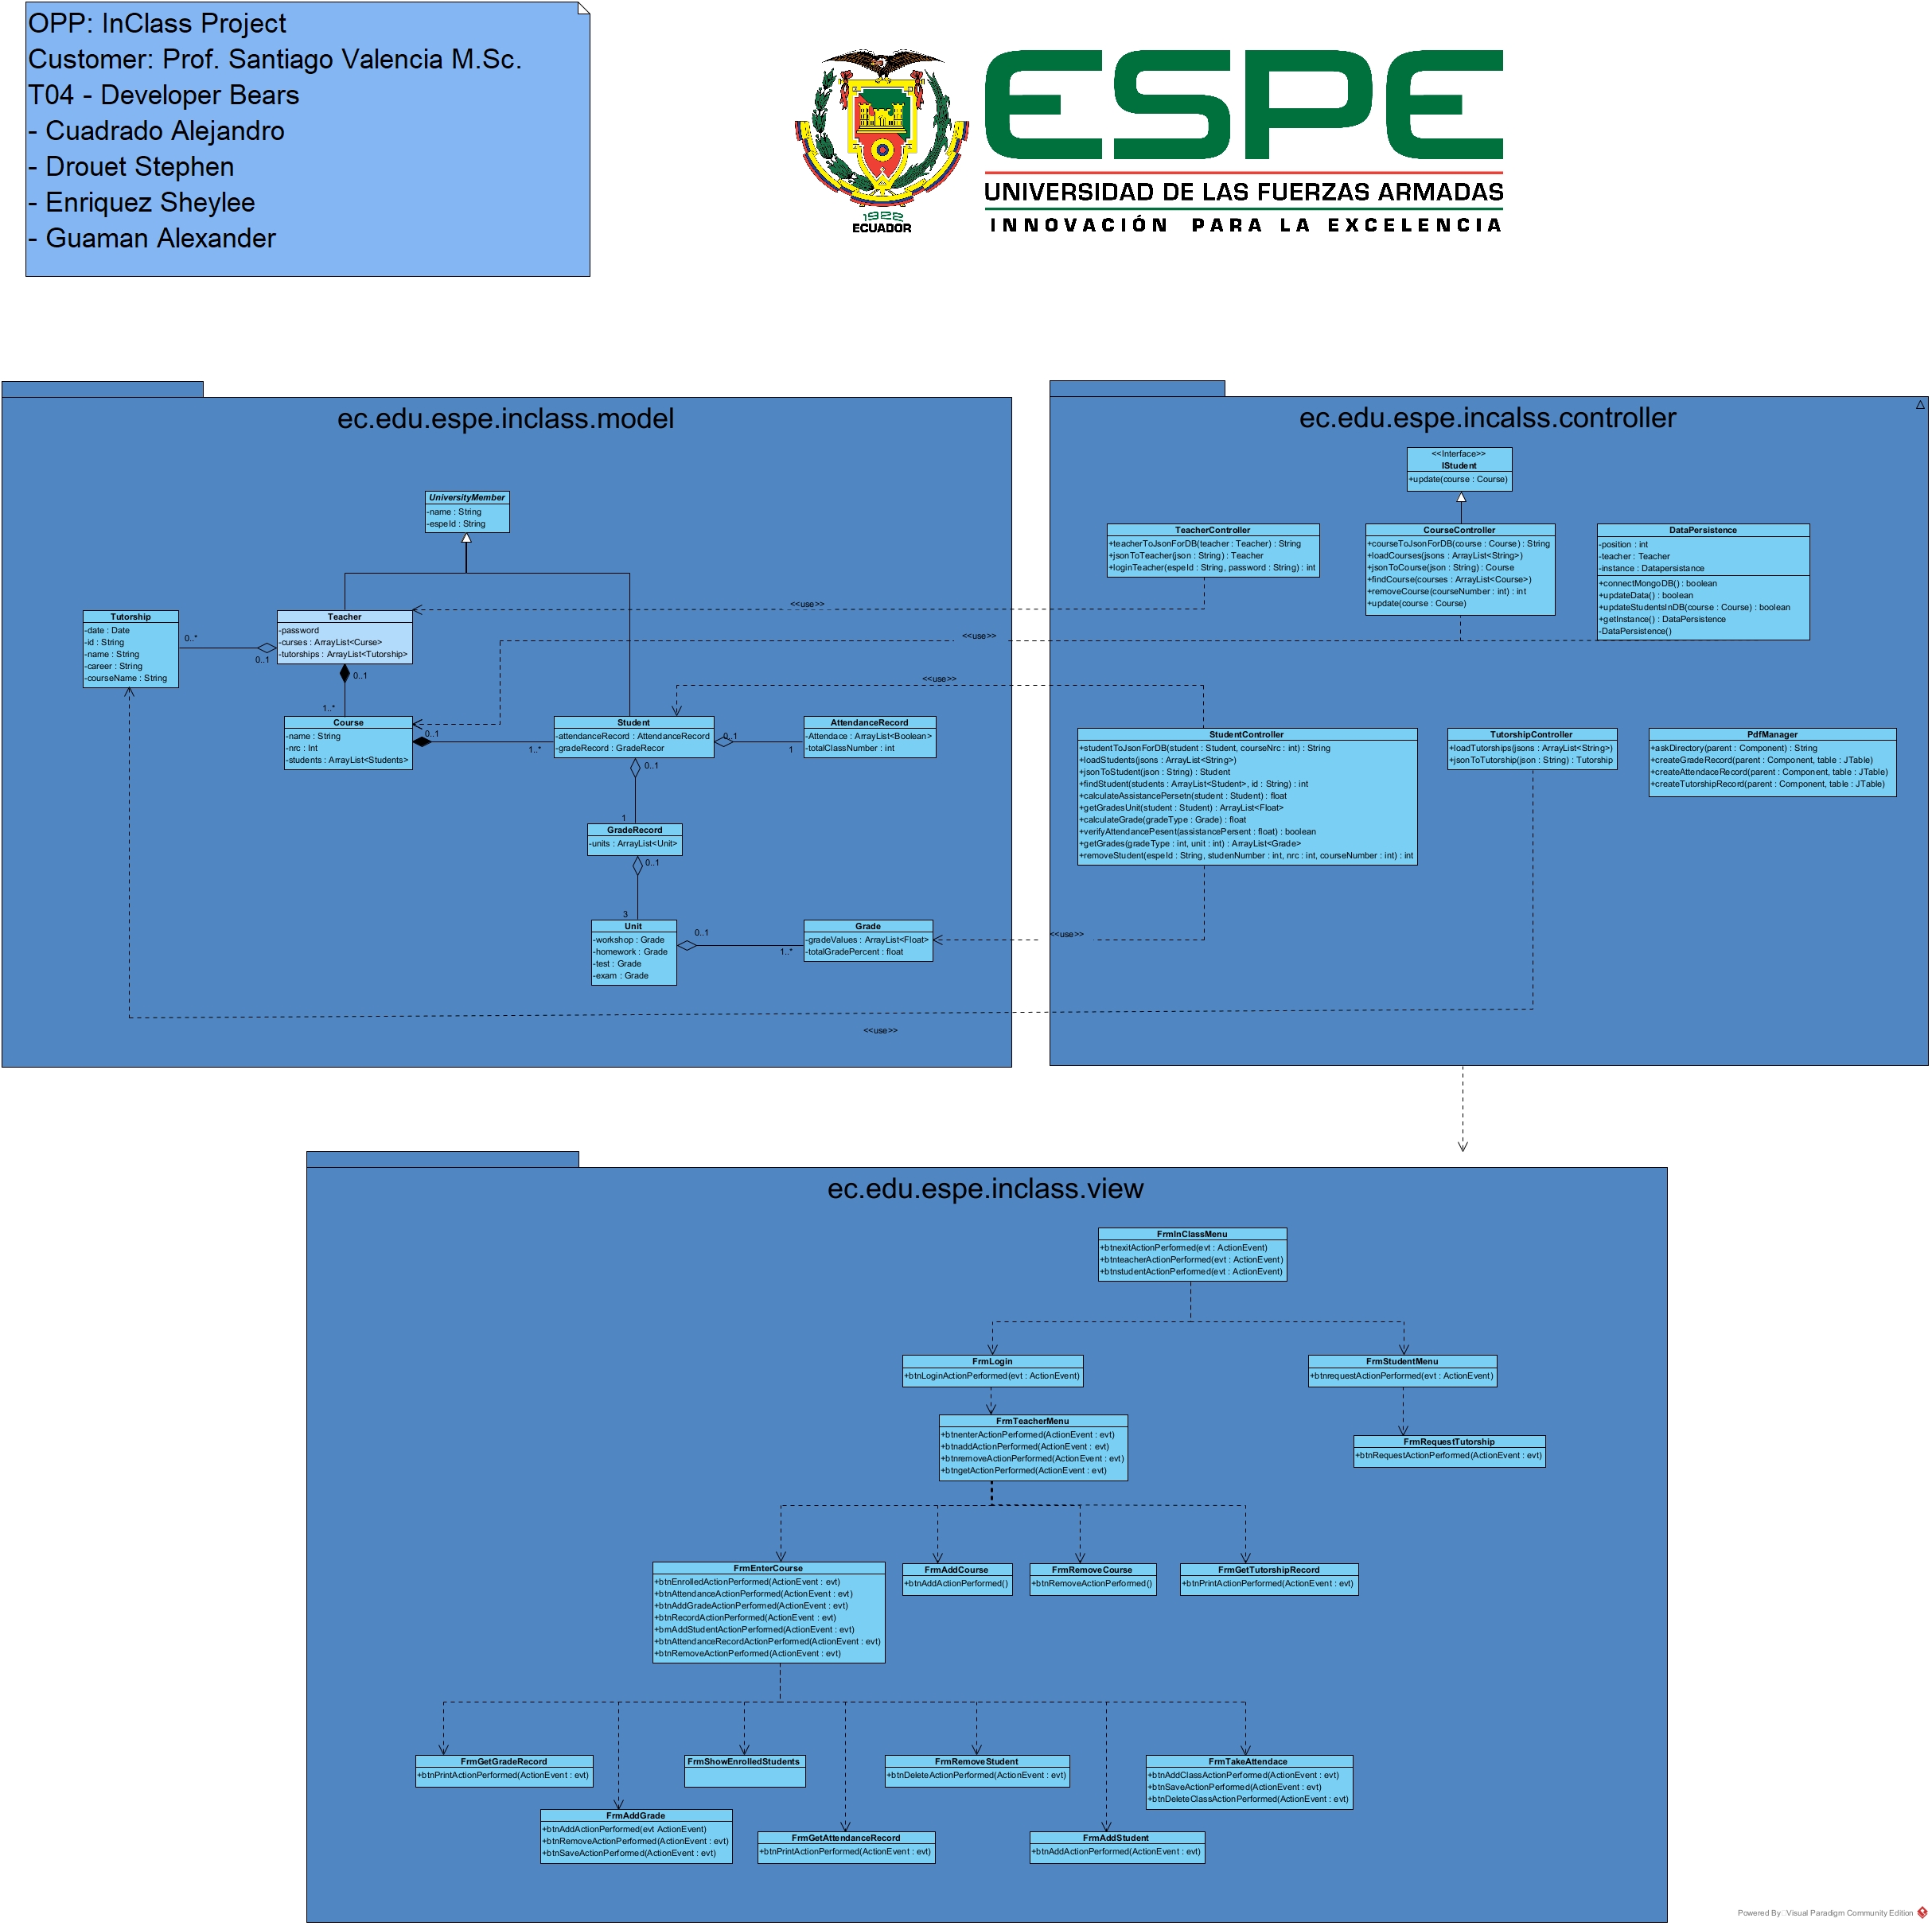 OPP: InClass Project
Customer: Prof. Santiago Valencia M.Sc.
T04 - Developer Bears
- Cuadrado Alejandro
- Drouet Stephen
- Enriquez Sheylee
- Guaman Alexander
1922
ECUADOR
ESPE
UNIVERSIDAD DE LAS FUERZAS ARMADAS
INNOVACIÓN PARA LA EXCELENCIA
ec.edu.espe.inclass.model
UniversityMember
-name : String
-espeId : String
Tutorship
-date : Date
-id : String
-name : String
-career : String
-courseName : String
0..*
0..1
Teacher
-password
-curses : ArrayList<Curse>
-tutorships : ArrayList<Tutorship>
0..1
1..*
Course
-name : String
-nrc : Int
-students : ArrayList<Students>
0..1
1..*
Student
-attendanceRecord : AttendanceRecord
-gradeRecord : GradeRecor
0..1
1
AttendanceRecord
-Attendace : ArrayList<Boolean>
-totalClassNumber : int
0..1
1
GradeRecord
-units : ArrayList<Unit>
0..1
3
Unit
-workshop : Grade
-homework : Grade
-test : Grade
-exam : Grade
0..1
1..*
Grade
-gradeValues : ArrayList<Float>
-totalGradePercent : float
<<use>>
<<use>>
<<use>>
<<use>>
<<use>>
ec.edu.espe.incalss.controller
<<Interface>>
IStudent
+update(course : Course)
TeacherController
+teacherToJsonForDB(teacher : Teacher) : String
+jsonToTeacher(json : String) : Teacher
+loginTeacher(espeId : String, password : String) : int
CourseController
+courseToJsonForDB(course : Course) : String
+loadCourses(jsons : ArrayList<String>)
+jsonToCourse(json : String) : Course
+findCourse(courses : ArrayList<Course>)
+removeCourse(courseNumber : int) : int
+update(course : Course)
DataPersistence
-position : int
-teacher : Teacher
-instance : Datapersistance
+connectMongoDB() : boolean
+updateData() : boolean
+updateStudentsInDB(course : Course) : boolean
+getInstance() : DataPersistence
-DataPersistence()
StudentController
+studentToJsonForDB(student : Student, courseNrc : int) : String
+loadStudents(jsons : ArrayList<String>)
+jsonToStudent(json : String) : Student
+findStudent(students : ArrayList<Student>, id : String) : int
+calculateAssistancePersetn(student : Student) : float
+getGradesUnit(student : Student) : ArrayList<Float>
+calculateGrade(gradeType : Grade) : float
+verifyAttendancePesent(assistancePersent : float) : boolean
+getGrades(gradeType : int, unit : int) : ArrayList<Grade>
+removeStudent(espeId : String, studenNumber : int, nrc : int, courseNumber : int) : int
TutorshipController
+loadTutorships(jsons : ArrayList<String>)
+jsonToTutorship(json : String) : Tutorship
PdfManager
+askDirectory(parent : Component) : String
+createGradeRecord(parent : Component, table : JTable)
+createAttendaceRecord(parent : Component, table : JTable)
+createTutorshipRecord(parent : Component, table : JTable)
ec.edu.espe.inclass.view
FrmInClassMenu
+btnexitActionPerformed(evt : ActionEvent)
+btnteacherActionPerformed(evt : ActionEvent)
+btnstudentActionPerformed(evt : ActionEvent)
FrmLogin
+btnLoginActionPerformed(evt : ActionEvent)
FrmStudentMenu
+btnrequestActionPerformed(evt : ActionEvent)
FrmTeacherMenu
+btnenterActionPerformed(ActionEvent : evt)
+btnaddActionPerformed(ActionEvent : evt)
+btnremoveActionPerformed(ActionEvent : evt)
+btngetActionPerformed(ActionEvent : evt)
FrmRequestTutorship
+btnRequestActionPerformed(ActionEvent : evt)
FrmEnterCourse
+btnEnrolledActionPerformed(ActionEvent : evt)
+btnAttendanceActionPerformed(ActionEvent : evt)
+btnAddGradeActionPerformed(ActionEvent : evt)
+btnRecordActionPerformed(ActionEvent : evt)
+bmAddStudentActionPerformed(ActionEvent : evt)
+btnAttendanceRecordActionPerformed(ActionEvent : evt)
+btnRemoveActionPerformed(ActionEvent : evt)
FrmAddCourse
+btnAddActionPerformed()
FrmRemoveCourse
+btnRemoveActionPerformed()
FrmGetTutorshipRecord
+btnPrintActionPerformed(ActionEvent : evt)
FrmGetGradeRecord
+btnPrintActionPerformed(ActionEvent : evt)
FrmShowEnrolledStudents
FrmRemoveStudent
+btnDeleteActionPerformed(ActionEvent : evt)
FrmTakeAttendace
+btnAddClassActionPerformed(ActionEvent : evt)
+btnSaveActionPerformed(ActionEvent : evt)
+btnDeleteClassActionPerformed(ActionEvent : evt)
FrmAddGrade
+btnAddActionPerformed(evt ActionEvent)
+btnRemoveActionPerformed(ActionEvent : evt)
+btnSaveActionPerformed(ActionEvent : evt)
FrmGetAttendanceRecord
+btnPrintActionPerformed(ActionEvent : evt)
FrmAddStudent
+btnAddActionPerformed(ActionEvent : evt)
Powered By Visual Paradigm Community Edition